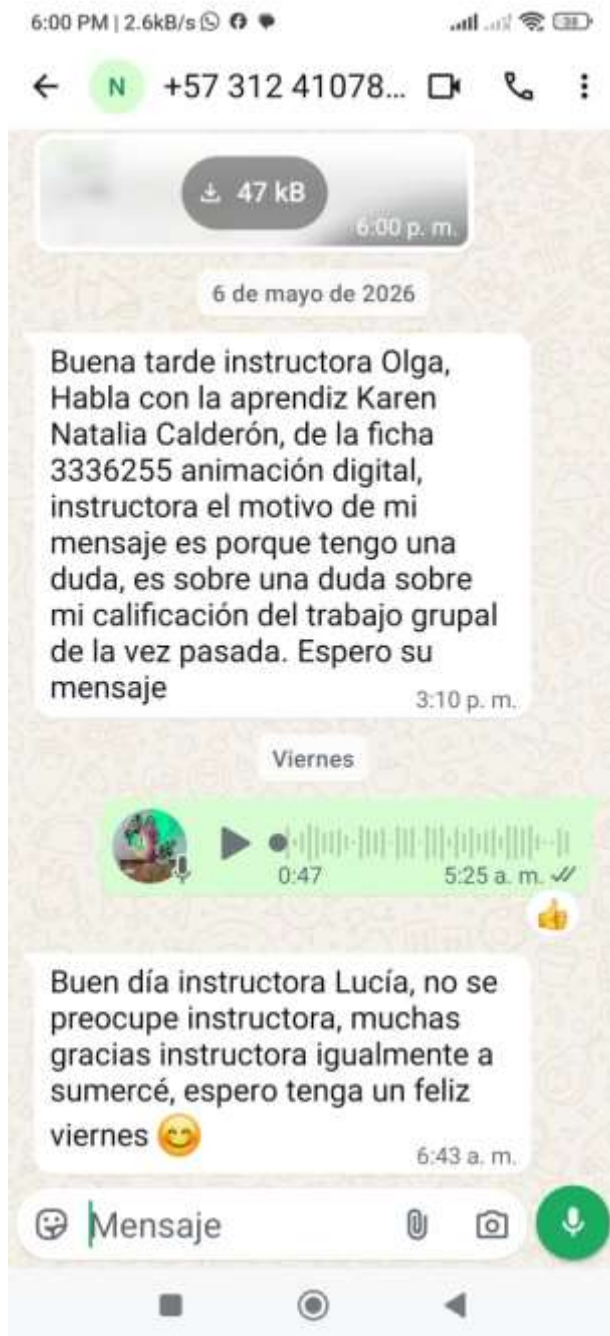 6:00 PM | 2.6kB/s
38
N +57 312 41078...
47 kB
6:00 p. m.
6 de mayo de 2026
Buena tarde instructora Olga,
Habla con la aprendiz Karen
Natalia Calderón, de la ficha
3336255 animación digital,
instructora el motivo de mi
mensaje es porque tengo una
duda, es sobre una duda sobre
mi calificación del trabajo grupal
de la vez pasada. Espero su
mensaje
3:10 p. m.
Viernes
0:47 5:25 a. m.
Buen día instructora Lucía, no se
preocupe instructora, muchas
gracias instructora igualmente a
sumercé, espero tenga un feliz
viernes 😊
6:43 a. m.
Mensaje